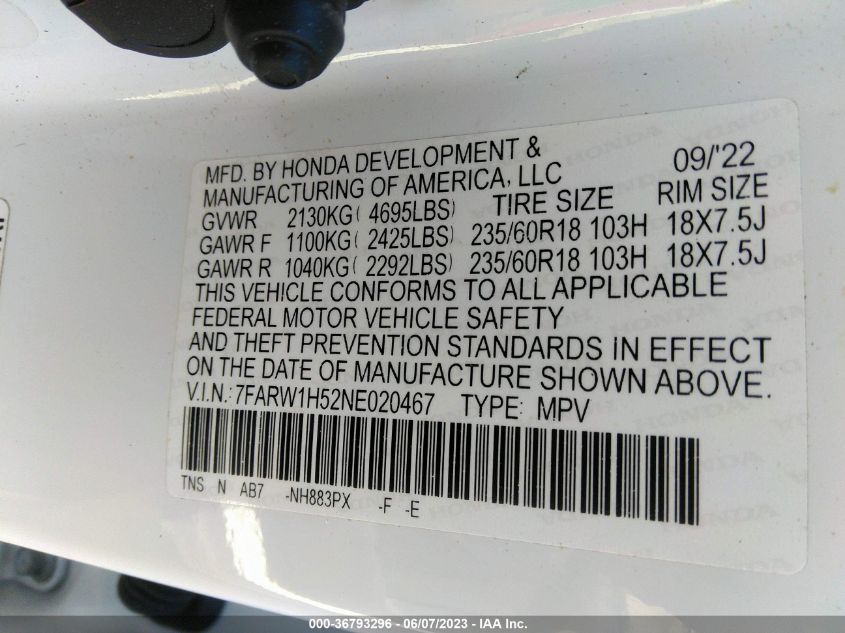 MFD. BY HONDA DEVELOPMENT &
MANUFACTURING OF AMERICA, LLC 09/'22
GVWR 2130KG( 4695LBS) TIRE SIZE RIM SIZE
GAWR F 1100KG( 2425LBS) 235/60R18 103H 18X7.5J
GAWR R 1040KG( 2292LBS) 235/60R18 103H 18X7.5J
THIS VEHICLE CONFORMS TO ALL APPLICABLE
FEDERAL MOTOR VEHICLE SAFETY
AND THEFT PREVENTION STANDARDS IN EFFECT
ON THE DATE OF MANUFACTURE SHOWN ABOVE.
V.I.N.: 7FARW1H52NE020467 TYPE: MPV
TNS N AB7 -NH883PX -F -E
000-36793296 - 06/07/2023 - IAA Inc.